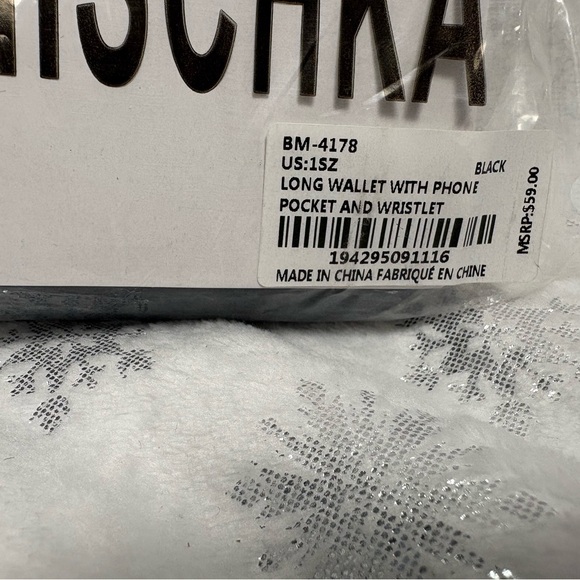 ISCHKA
BM-4178
US:1SZ BLACK
LONG WALLET WITH PHONE
POCKET AND WRISTLET
194295091116
MADE IN CHINA FABRIQUÉ EN CHINE
MSRP:$59.00